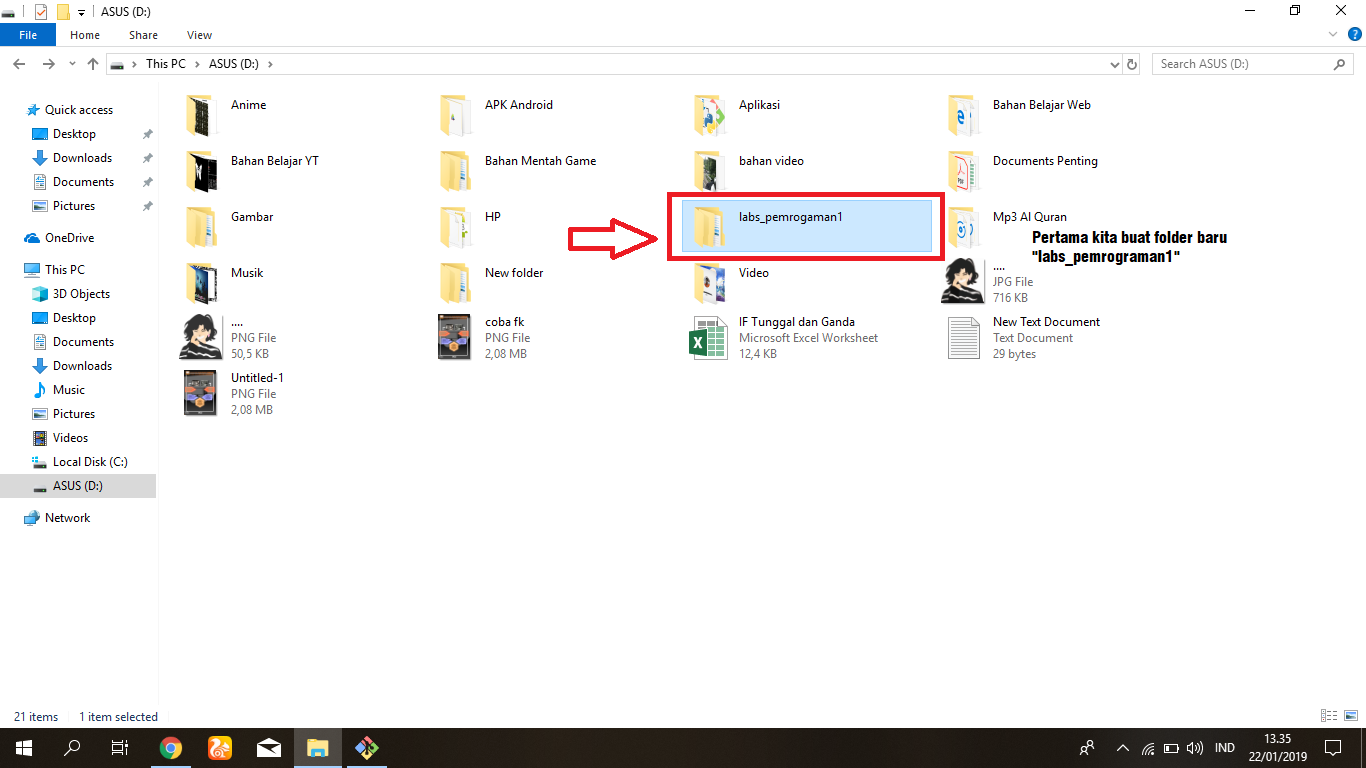 ASUS (D:)
File Home Share View
This PC ASUS (D:)
Search ASUS (D:)
Quick access
Desktop
Downloads
Documents
Pictures
OneDrive
This PC
3D Objects
Desktop
Documents
Downloads
Music
Pictures
Videos
Local Disk (C:)
ASUS (D:)
Network
Anime
APK Android
Aplikasi
Bahan Belajar Web
Bahan Belajar YT
Bahan Mentah Game
bahan video
Documents Penting
Gambar
HP
labs_pemrogaman1
Mp3 Al Quran
Pertama kita buat folder baru
"labs_pemrograman1"
Musik
New folder
Video
....
JPG File
716 KB
....
PNG File
50,5 KB
coba fk
PNG File
2,08 MB
IF Tunggal dan Ganda
Microsoft Excel Worksheet
12,4 KB
New Text Document
Text Document
29 bytes
Untitled-1
PNG File
2,08 MB
21 items 1 item selected
IND
13.35
22/01/2019